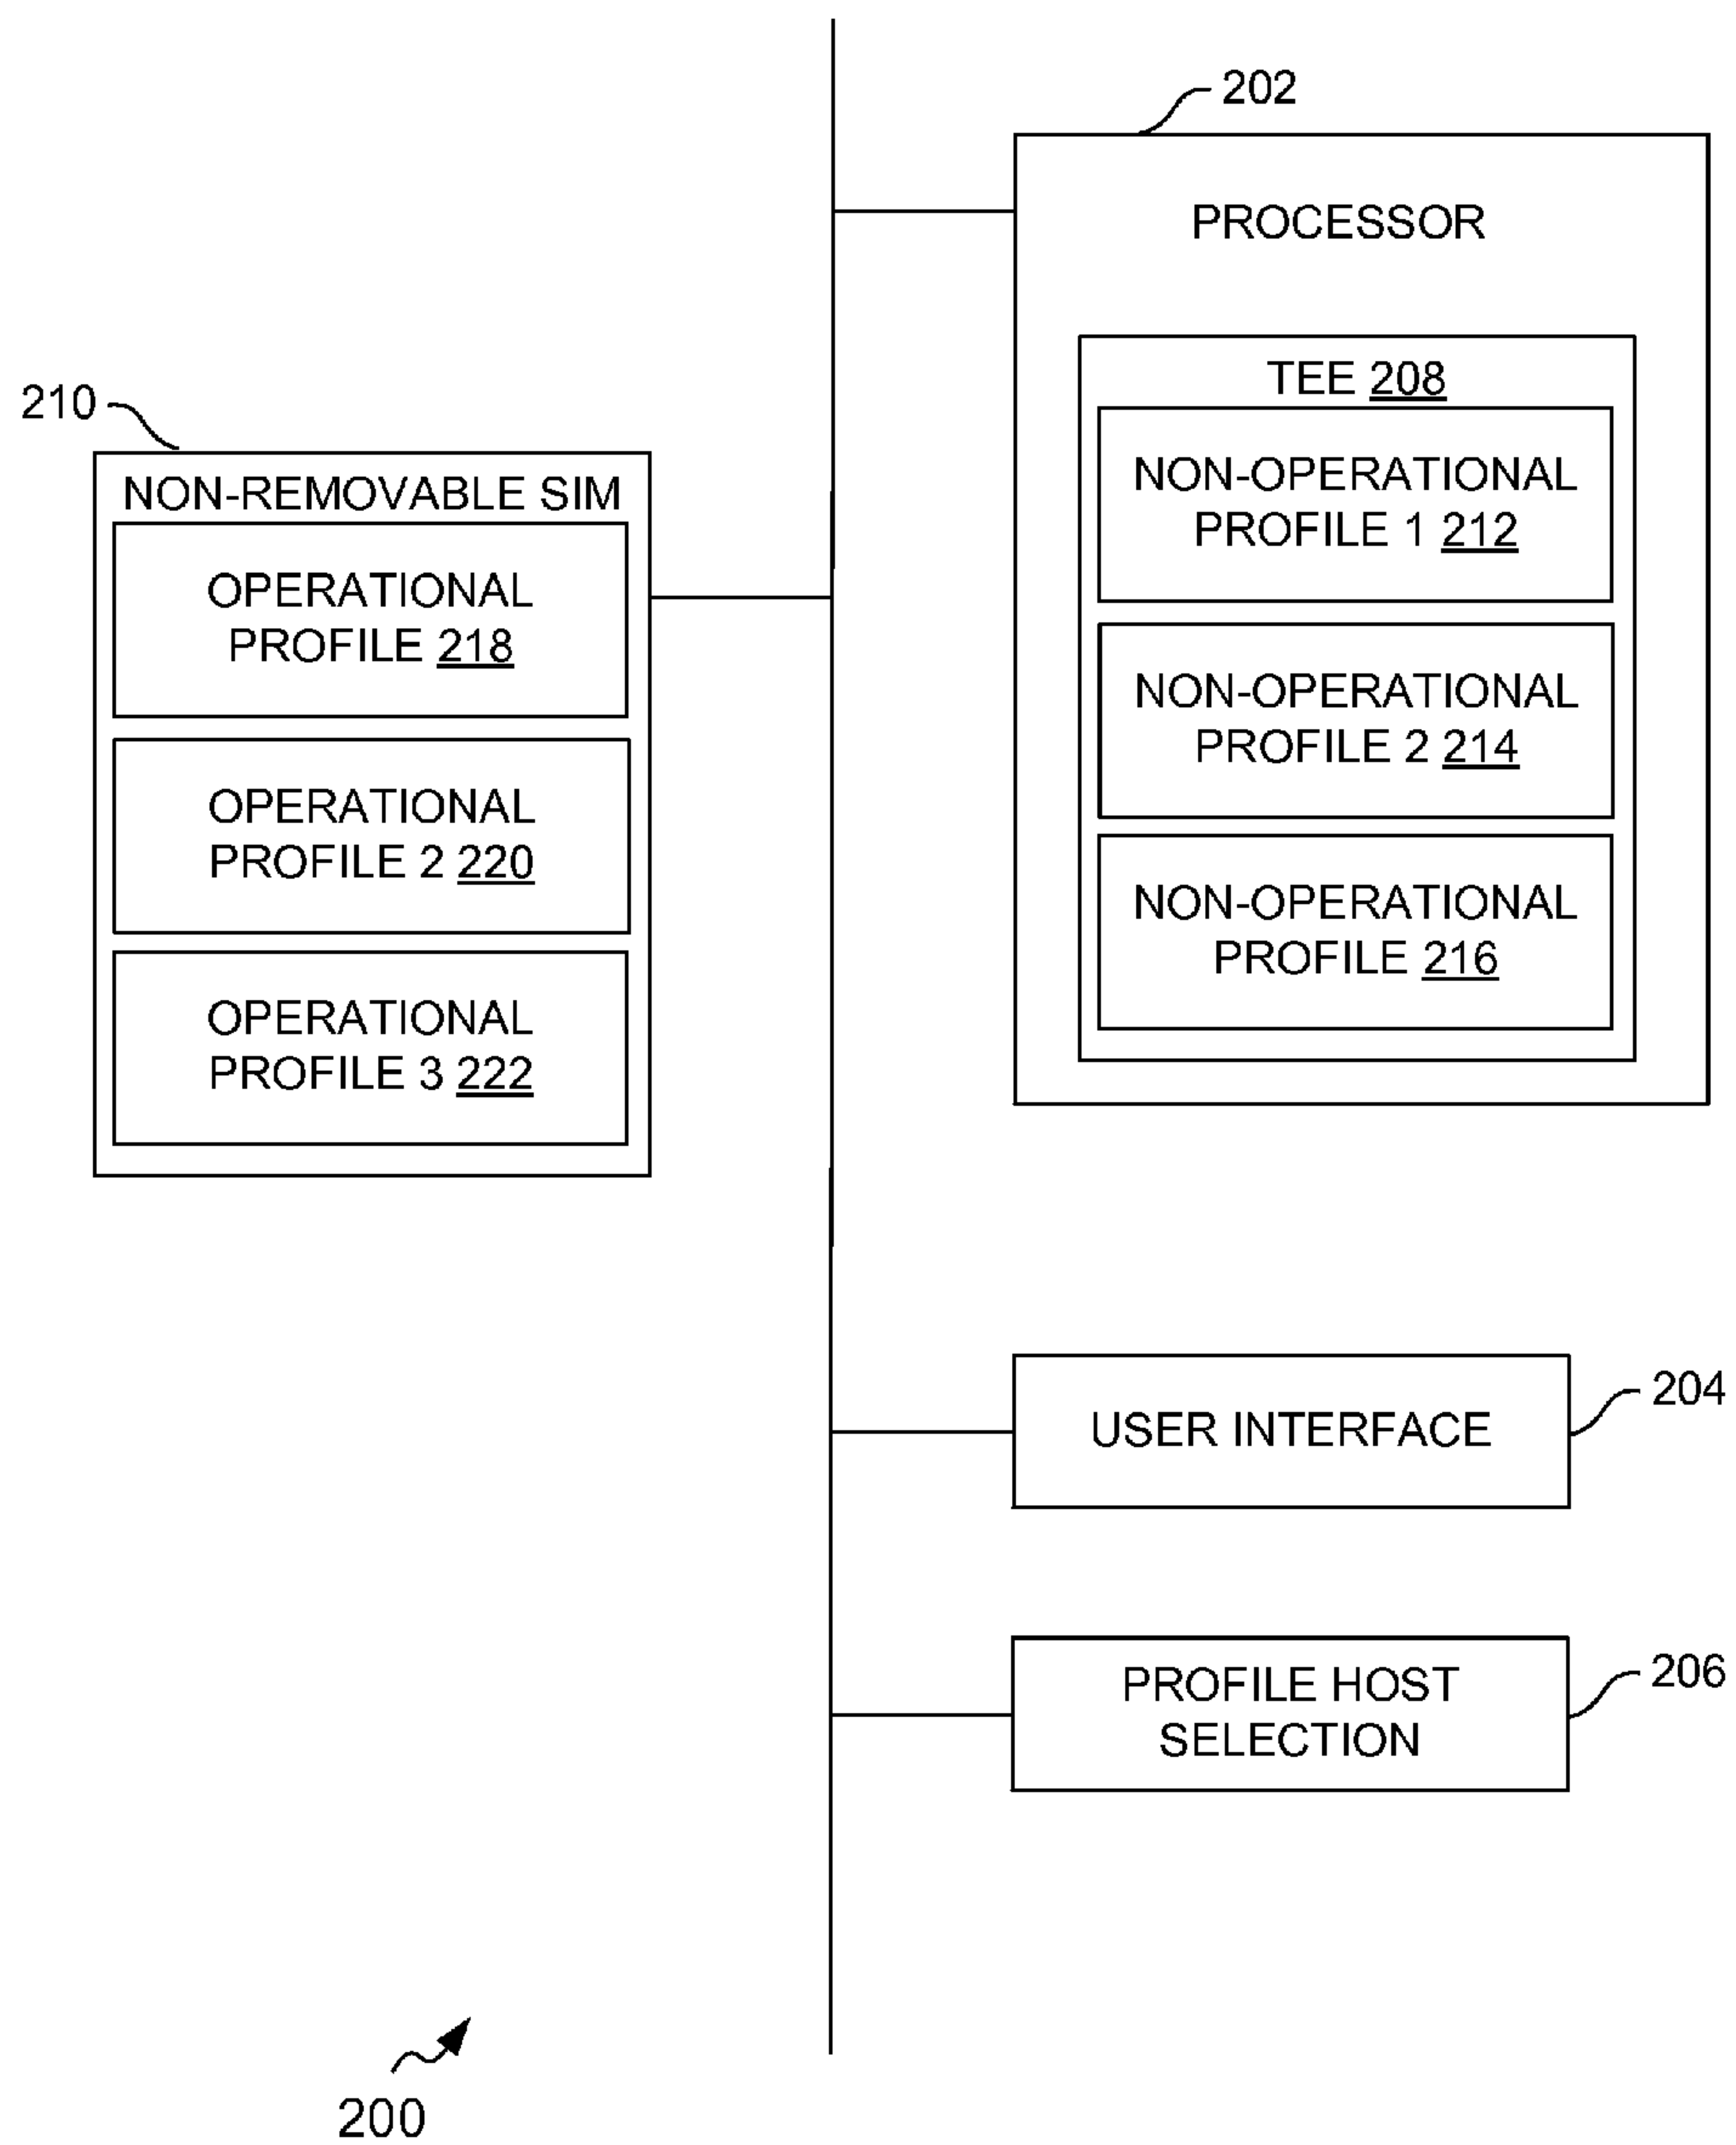 202
PROCESSOR
TEE 208
NON-OPERATIONAL
PROFILE 1 212
NON-OPERATIONAL
PROFILE 2 214
NON-OPERATIONAL
PROFILE 216
210
NON-REMOVABLE SIM
OPERATIONAL
PROFILE 218
OPERATIONAL
PROFILE 2 220
OPERATIONAL
PROFILE 3 222
204
USER INTERFACE
206
PROFILE HOST
SELECTION
200